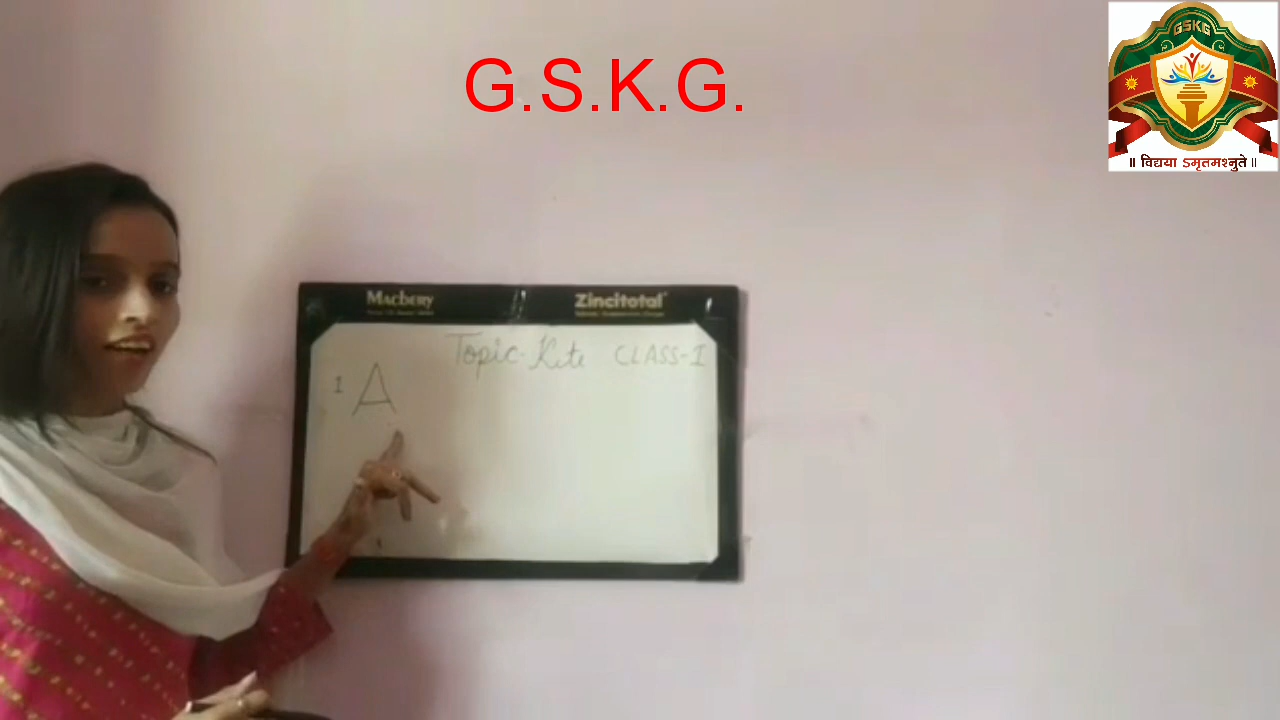 G.S.K.G.
GSKG
॥ विद्यया ऽमृतमश्नुते ॥
Macbery Zincitotal
Topic-Kite CLASS-I
1 A